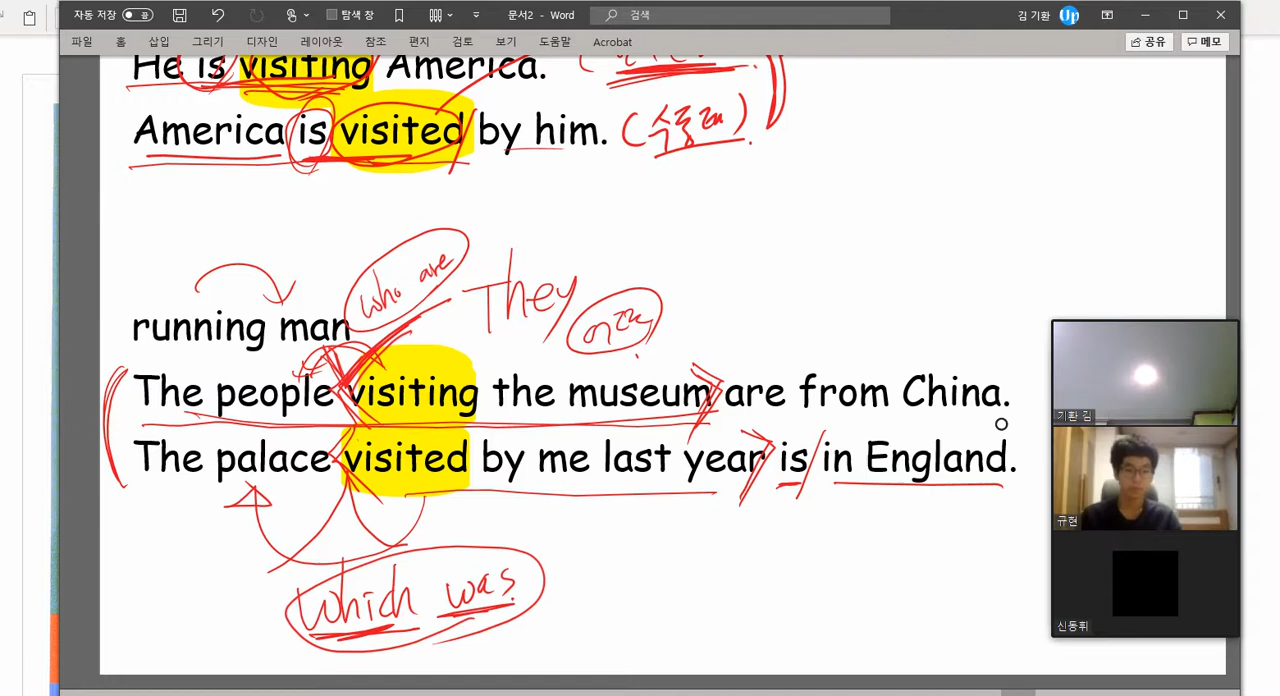 자동 저장 끔 탐색 창 문서2 - Word 검색 김 기환 Up
파일 홈 삽입 그리기 디자인 레이아웃 참조 편지 검토 보기 도움말 Acrobat 공유 메모
He is visiting America.
America is visited by him. (수동태)
who are They
running man
The people visiting the museum are from China.
The palace visited by me last year is in England.
which was
기환 김
규현
신동휘